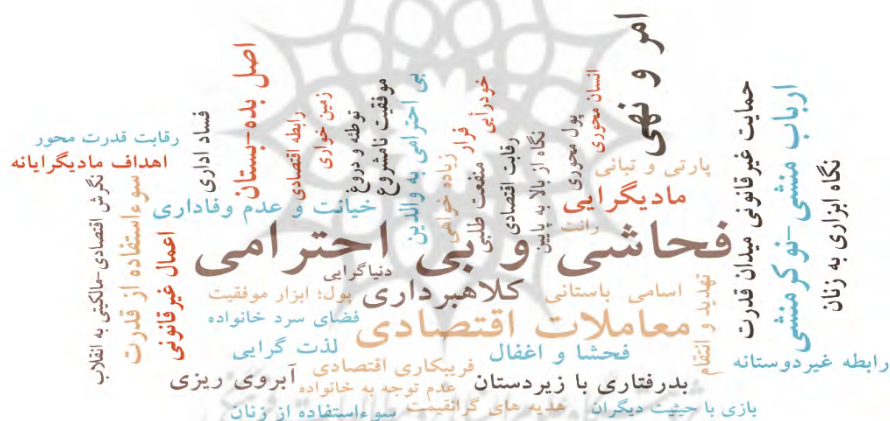 امر و نهی
انسان محوری
پول محوری
ارباب منشی-نوکرمنشی
حمایت غیرقانونی میدان قدرت
نگاه ابزاری به زنان
اصل بده-بستان
فساد اداری
رابطه اقتصادی
زمین خواری
توطئه و دروغ
موفقیت نامشروع
بی احترامی به والدین
خودرأیی
فرار
زیاده خواهی
منفعت طلبی
رقابت اقتصادی
نگاه از بالا به پایین
رقابت قدرت محور
اهداف مادیگرایانه
نگرش اقتصادی-مالکیتی به انقلاب
سوءاستفاده از قدرت
اعمال غیرقانونی
پارتی و تبانی
مادیگرایی
رانت
خیانت و عدم وفاداری
فحاشی و بی احترامی
دنیاگرایی
کلاهبرداری
اسامی باستانی
پول؛ ابزار موفقیت
تهدید و انتقام
معاملات اقتصادی
فضای سرد خانواده
فحشا و اغفال
لذت گرایی
رابطه غیردوستانه
فریبکاری اقتصادی
بدرفتاری با زیردستان
عدم توجه به خانواده
آبروی ریزی
بازی با حیثیت دیگران
هدیه های گرانقیمت
سوءاستفاده از زنان